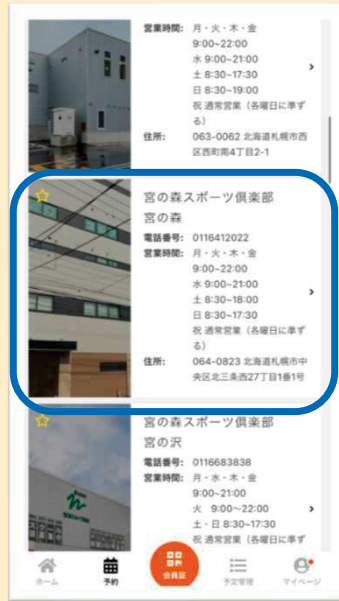 営業時間: 月・火・木・金
9:00~22:00
水 9:00~21:00
土 8:30~17:30
日 8:30~19:00
祝 通常営業（各曜日に準ず
る）
住所: 063-0062 北海道札幌市西
区西町南4丁目2-1
宮の森スポーツ倶楽部
宮の森
電話番号: 0116412022
営業時間: 月・火・木・金
9:00~22:00
水 9:00~21:00
土 8:30~18:00
日 8:30~17:30
祝 通常営業（各曜日に準ず
る）
住所: 064-0823 北海道札幌市中
央区北三条西27丁目1番1号
宮の森スポーツ倶楽部
宮の沢
電話番号: 0116683838
営業時間: 月・水・木・金
9:00~21:00
火 9:00~22:00
土・日 8:30~17:30
祝 通常営業（各曜日に準ず
ホーム
予約
会員証
予定管理
マイページ